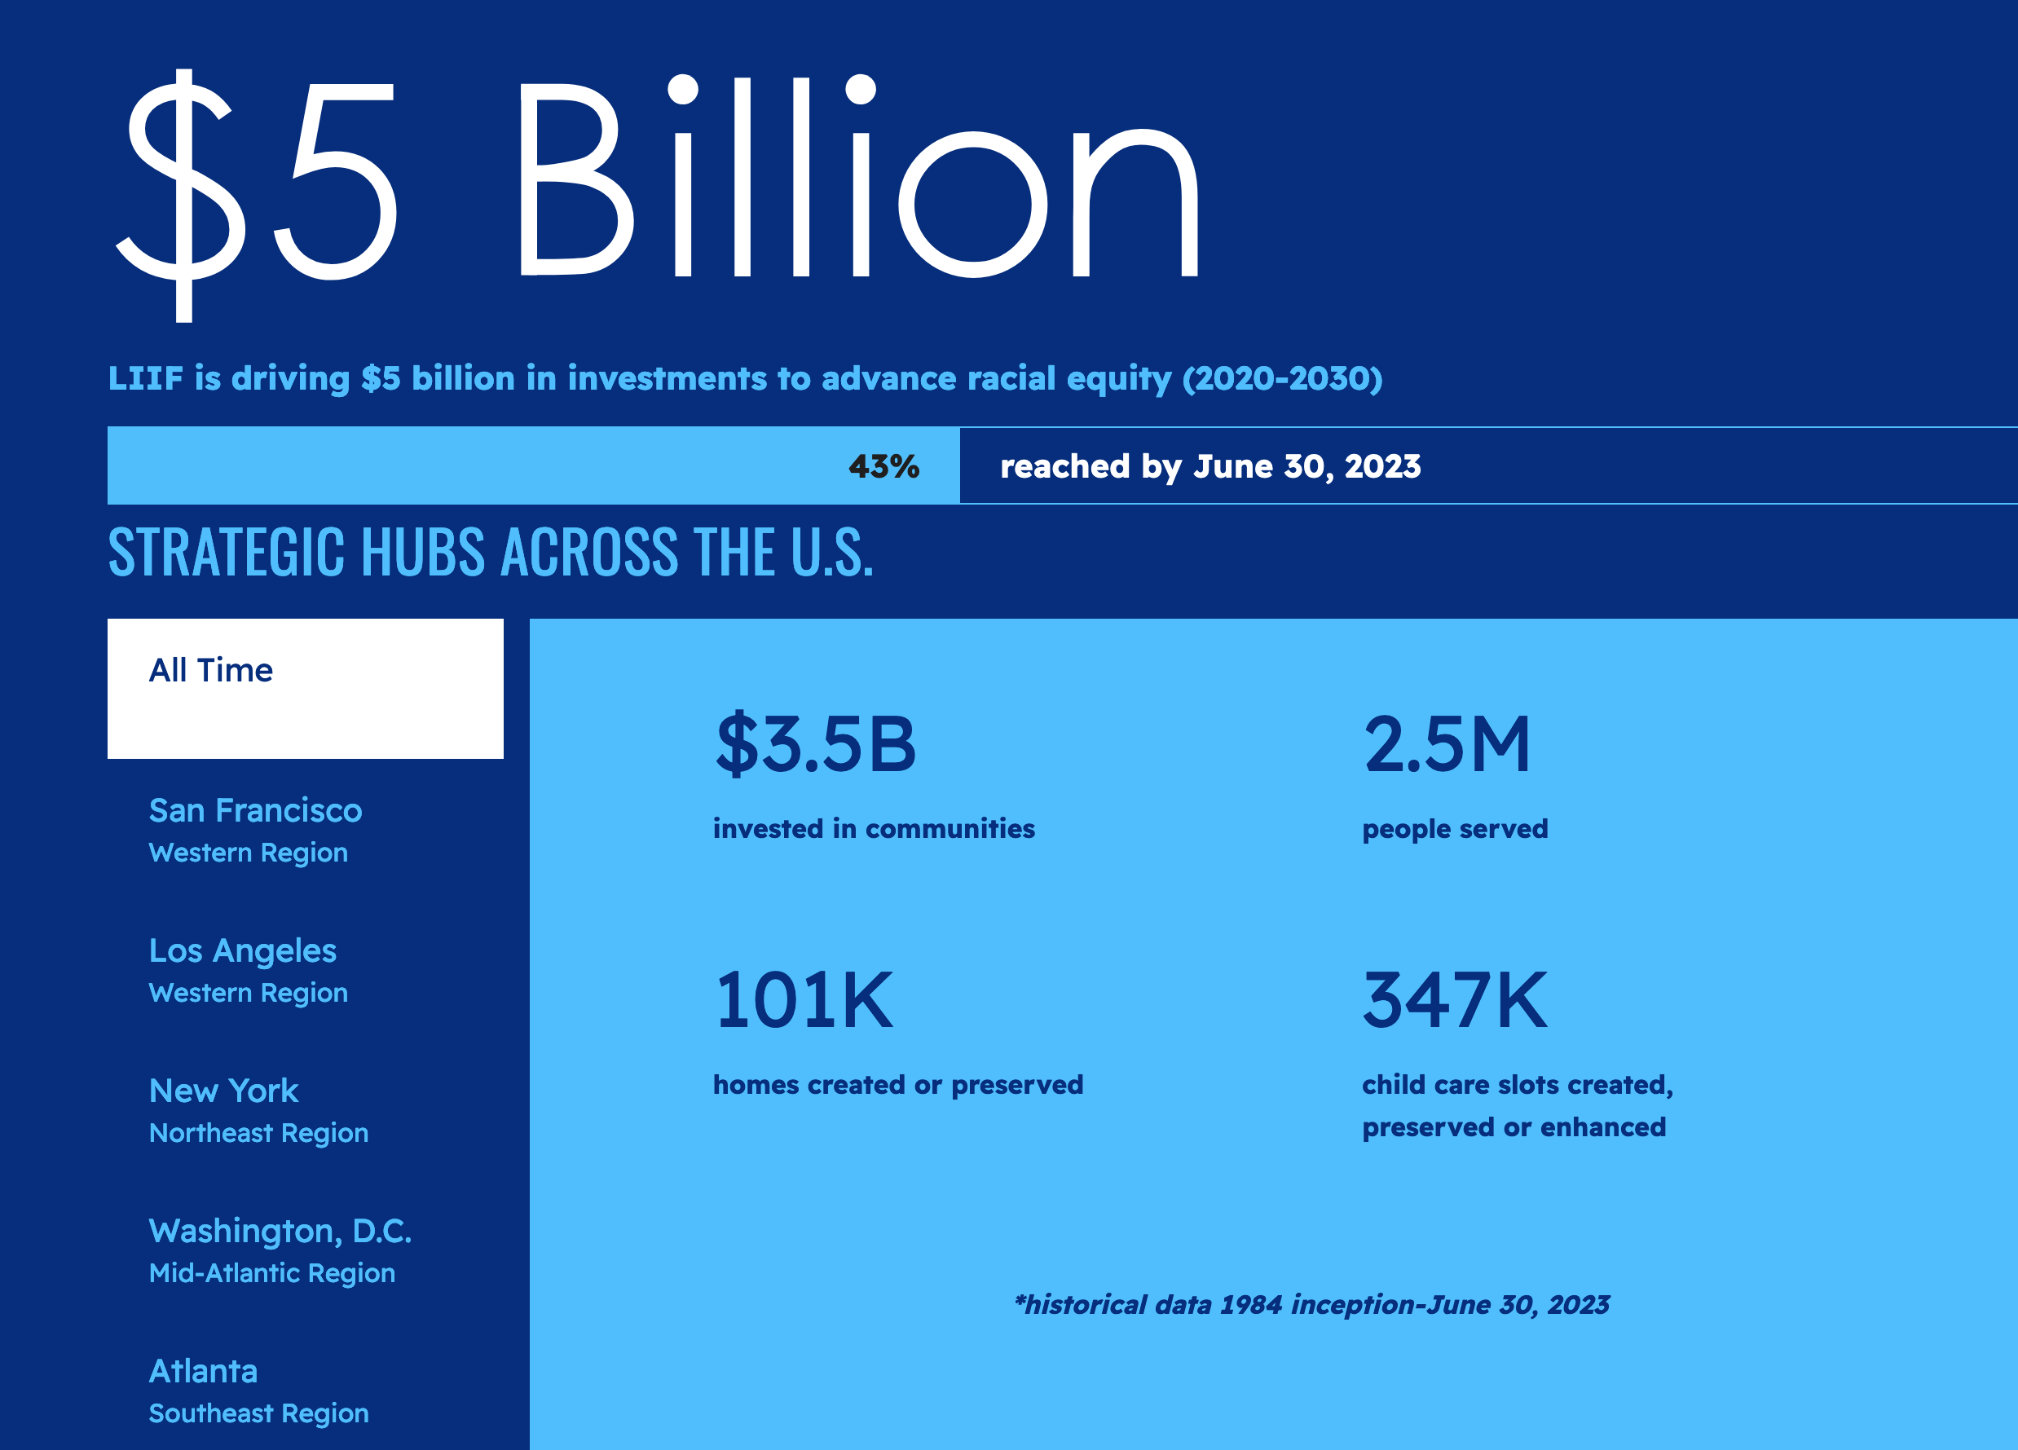 $5 Billion
LIIF is driving $5 billion in investments to advance racial equity (2020-2030)
43% reached by June 30, 2023
STRATEGIC HUBS ACROSS THE U.S.
All Time
San Francisco
Western Region
Los Angeles
Western Region
New York
Northeast Region
Washington, D.C.
Mid-Atlantic Region
Atlanta
Southeast Region
$3.5B
invested in communities
2.5M
people served
101K
homes created or preserved
347K
child care slots created,
preserved or enhanced
*historical data 1984 inception-June 30, 2023